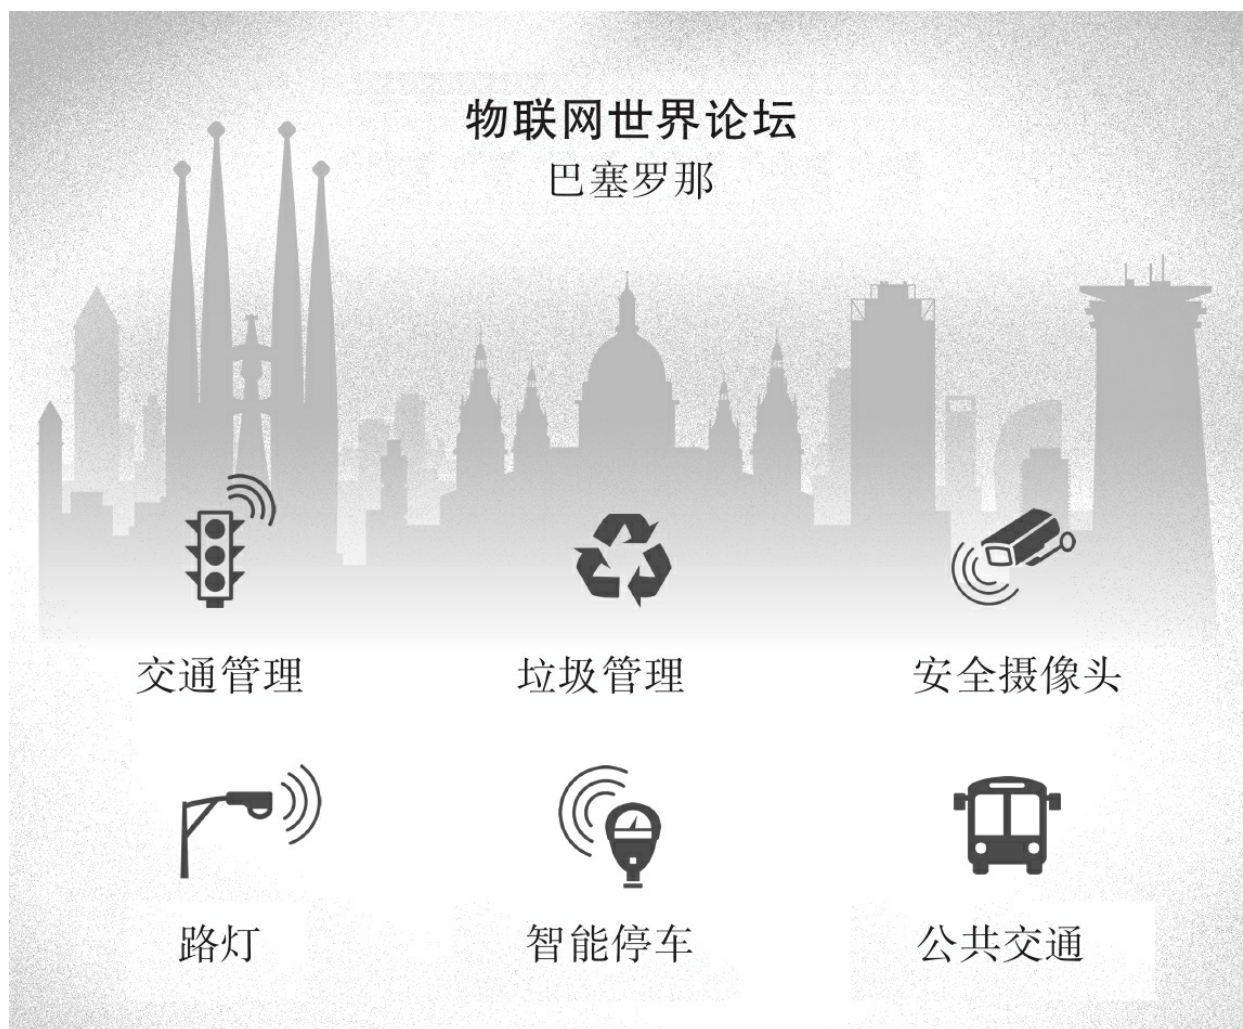 物联网世界论坛
巴塞罗那
交通管理
垃圾管理
安全摄像头
路灯
智能停车
公共交通